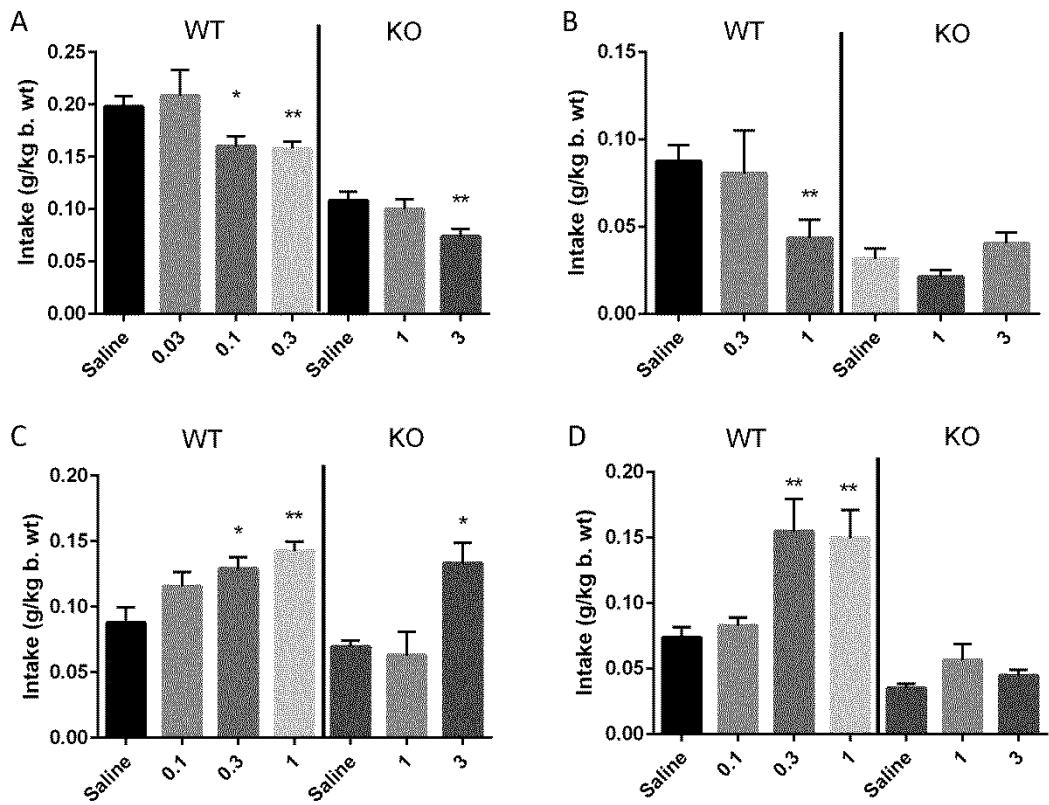 A
WT
KO
Intake (g/kg b. wt)
0.25
0.20
0.15
0.10
0.05
0.00
*
**
**
Saline
0.03
0.1
0.3
Saline
1
3
B
WT
KO
Intake (g/kg b. wt)
0.15
0.10
0.05
0.00
**
Saline
0.3
1
Saline
1
3
C
WT
KO
Intake (g/kg b. wt)
0.20
0.15
0.10
0.05
0.00
*
**
*
Saline
0.1
0.3
1
Saline
1
3
D
WT
KO
Intake (g/kg b. wt)
0.20
0.15
0.10
0.05
0.00
**
**
Saline
0.1
0.3
1
Saline
1
3